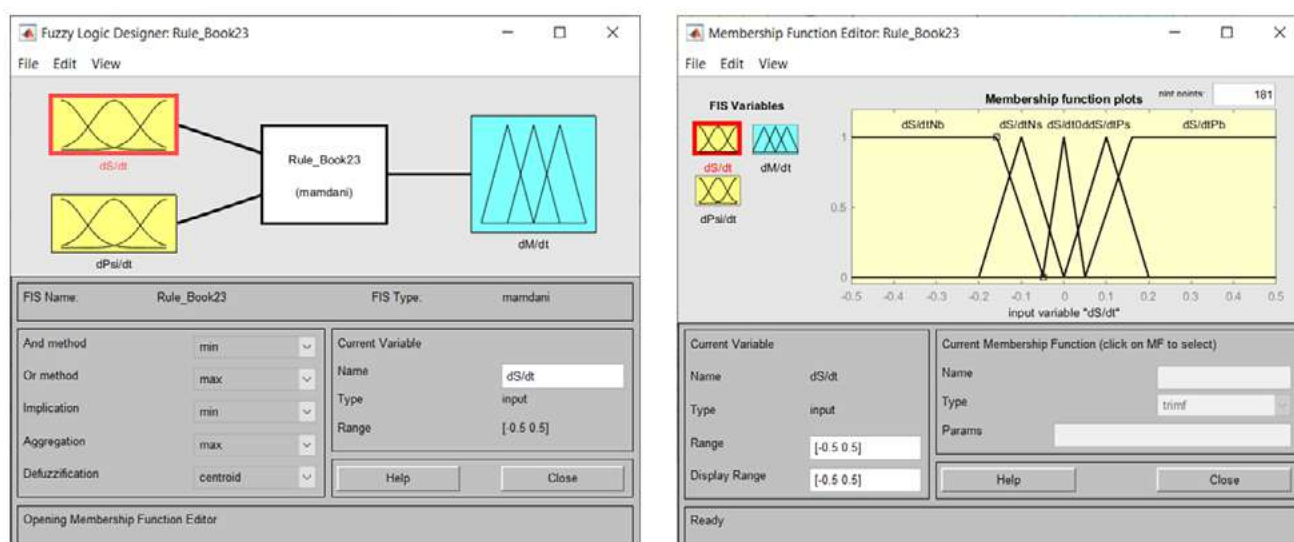 Fuzzy Logic Designer: Rule_Book23
File Edit View
dS/dt
Rule_Book23
(mamdani)
dPsi/dt
dM/dt
FIS Name: Rule_Book23 FIS Type: mamdani
And method min
Or method max
Implication min
Aggregation max
Defuzzification centroid
Current Variable
Name dS/dt
Type input
Range [-0.5 0.5]
Help Close
Opening Membership Function Editor
Membership Function Editor: Rule_Book23
File Edit View
FIS Variables
dS/dt dM/dt
dPsi/dt
Membership function plots 181
dS/dtNb dS/dtNs dS/dt0 dS/dtPs dS/dtPb
1
0.5
0
-0.5 -0.4 -0.3 -0.2 -0.1 0 0.1 0.2 0.3 0.4 0.5
input variable "dS/dt"
Current Variable
Name dS/dt
Type input
Range [-0.5 0.5]
Display Range [-0.5 0.5]
Current Membership Function (click on MF to select)
Name
Type trimf
Params
Help Close
Ready